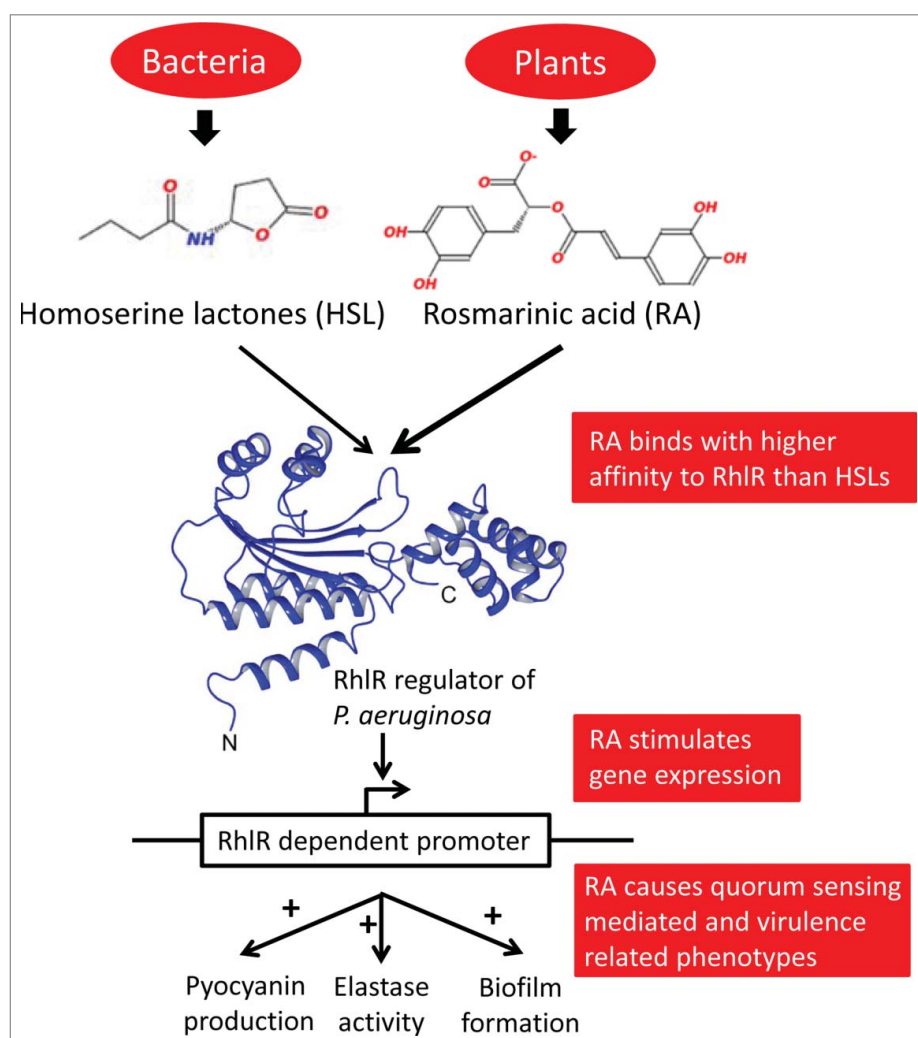 Bacteria
Plants
O
NH
O
O
O-
O
O
O
OH
OH
OH
OH
Homoserine lactones (HSL)
Rosmarinic acid (RA)
RA binds with higher
affinity to RhlR than HSLs
C
N
RhlR regulator of
P. aeruginosa
RA stimulates
gene expression
RhlR dependent promoter
RA causes quorum sensing
mediated and virulence
related phenotypes
+
+
+
Pyocyanin
production
Elastase
activity
Biofilm
formation